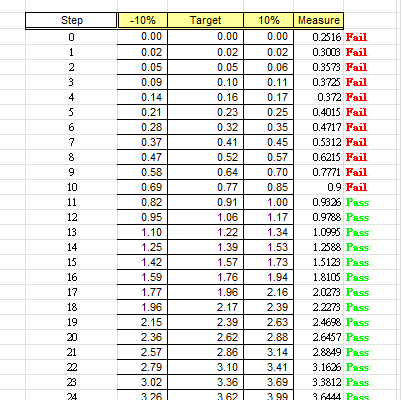 Step -10% Target 10% Measure
0 0.00 0.00 0.00 0.2516 Fail
1 0.02 0.02 0.02 0.3003 Fail
2 0.05 0.05 0.06 0.3573 Fail
3 0.09 0.10 0.11 0.3725 Fail
4 0.14 0.16 0.17 0.372 Fail
5 0.21 0.23 0.25 0.4015 Fail
6 0.28 0.32 0.35 0.4717 Fail
7 0.37 0.41 0.45 0.5312 Fail
8 0.47 0.52 0.57 0.6215 Fail
9 0.58 0.64 0.70 0.7771 Fail
10 0.69 0.77 0.85 0.9 Fail
11 0.82 0.91 1.00 0.9326 Pass
12 0.95 1.06 1.17 0.9788 Pass
13 1.10 1.22 1.34 1.0995 Pass
14 1.25 1.39 1.53 1.2588 Pass
15 1.42 1.57 1.73 1.5123 Pass
16 1.59 1.76 1.94 1.8105 Pass
17 1.77 1.96 2.16 2.0273 Pass
18 1.96 2.17 2.39 2.2273 Pass
19 2.15 2.39 2.63 2.4698 Pass
20 2.36 2.62 2.88 2.6457 Pass
21 2.57 2.86 3.14 2.8849 Pass
22 2.79 3.10 3.41 3.1626 Pass
23 3.02 3.36 3.69 3.3812 Pass
24 3.26 3.62 3.99 3.6444 Pass